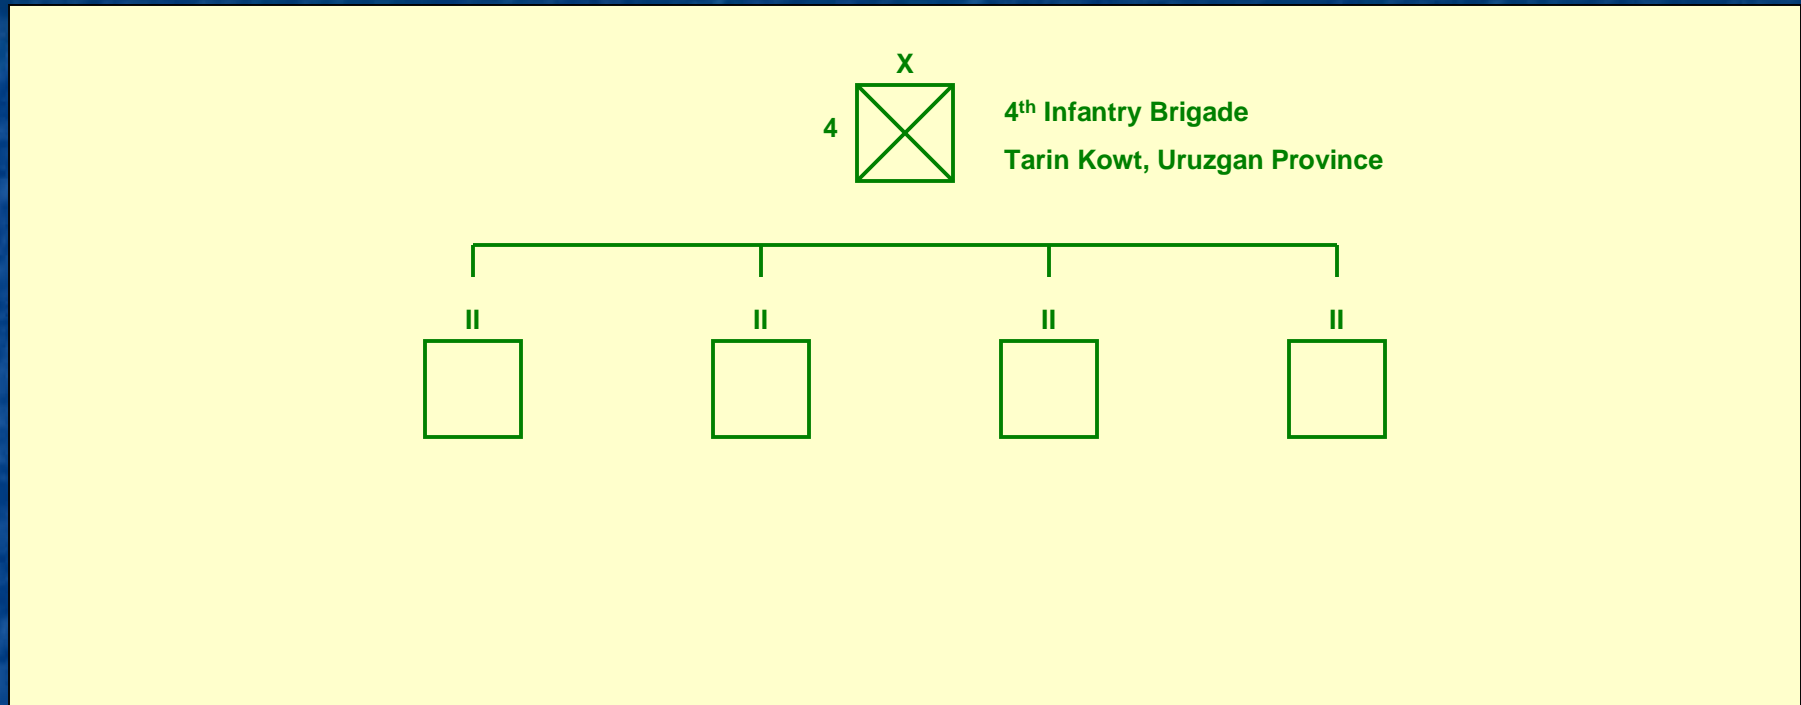 X
4
4th Infantry Brigade
Tarin Kowt, Uruzgan Province
II II II II